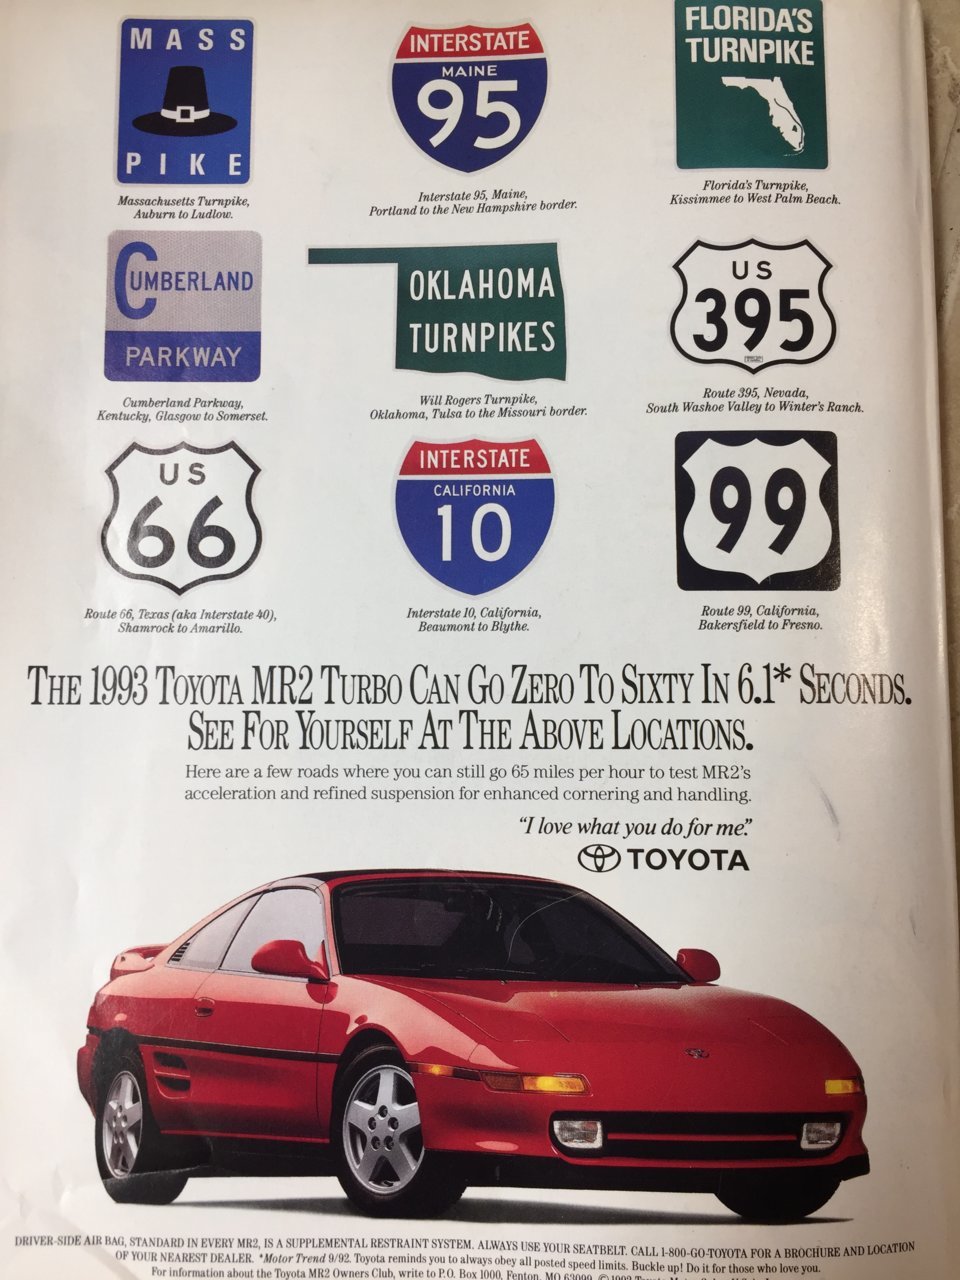 MASS
PIKE
Massachusetts Turnpike,
Auburn to Ludlow.
INTERSTATE
MAINE
95
Interstate 95, Maine,
Portland to the New Hampshire border.
FLORIDA'S
TURNPIKE
Florida's Turnpike,
Kissimmee to West Palm Beach.
CUMBERLAND
PARKWAY
Cumberland Parkway,
Kentucky, Glasgow to Somerset.
OKLAHOMA
TURNPIKES
Will Rogers Turnpike,
Oklahoma, Tulsa to the Missouri border.
US
395
Route 395, Nevada,
South Washoe Valley to Winter's Ranch.
US
66
Route 66, Texas (aka Interstate 40),
Shamrock to Amarillo.
INTERSTATE
CALIFORNIA
10
Interstate 10, California,
Beaumont to Blythe.
99
Route 99, California,
Bakersfield to Fresno.
THE 1993 TOYOTA MR2 TURBO CAN GO ZERO TO SIXTY IN 6.1* SECONDS.
SEE FOR YOURSELF AT THE ABOVE LOCATIONS.
Here are a few roads where you can still go 65 miles per hour to test MR2's
acceleration and refined suspension for enhanced cornering and handling.
"I love what you do for me."
TOYOTA
DRIVER-SIDE AIR BAG, STANDARD IN EVERY MR2, IS A SUPPLEMENTAL RESTRAINT SYSTEM. ALWAYS USE YOUR SEATBELT. CALL 1-800-GO-TOYOTA FOR A BROCHURE AND LOCATION
OF YOUR NEAREST DEALER. *Motor Trend 9/92. Toyota reminds you to always obey all posted speed limits. Buckle up! Do it for those who love you.
For information about the Toyota MR2 Owners Club, write to P.O. Box 1000, Fenton, MO 63099.